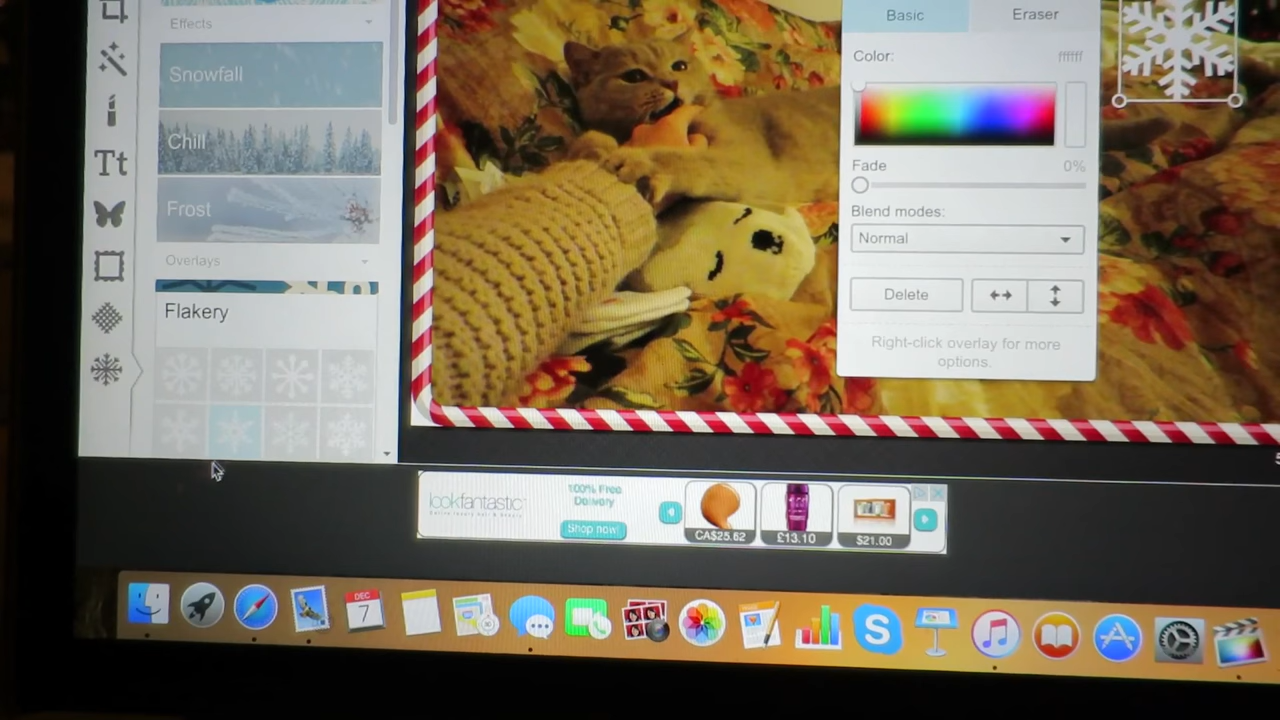 Effects
Snowfall
Chill
Frost
Overlays
Flakery
Tt
Basic
Eraser
Color:
ffffff
Fade
0%
Blend modes:
Normal
Delete
Right-click overlay for more
options.
lookfantastic
100% Free
Delivery
Shop now!
CA$25.62
£13.10
$21.00
DEC
7
S